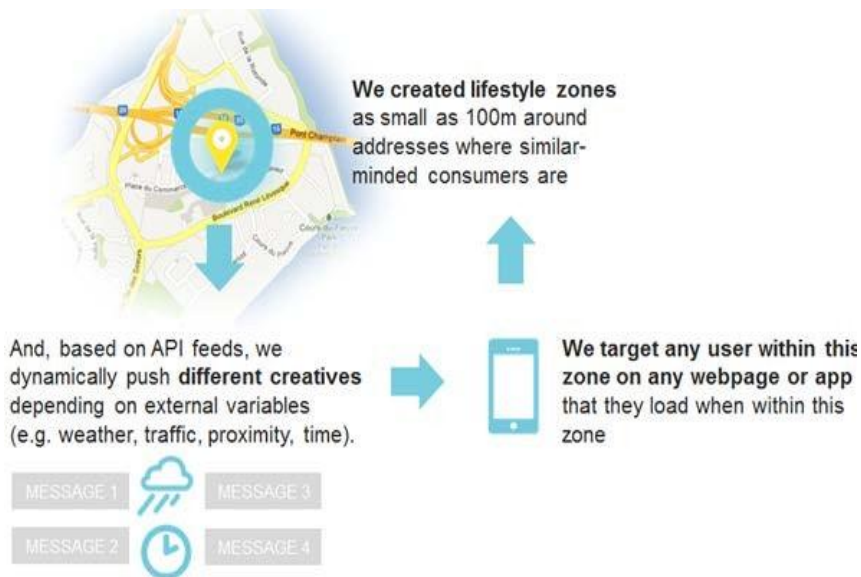 We created lifestyle zones
as small as 100m around
addresses where similar-
minded consumers are
Pont Champlain
Place du Commerce
Boulevard René Lévesque
And, based on API feeds, we
dynamically push different creatives
depending on external variables
(e.g. weather, traffic, proximity, time).
We target any user within this
zone on any webpage or app
that they load when within this
zone
MESSAGE 1
MESSAGE 3
MESSAGE 2
MESSAGE 4